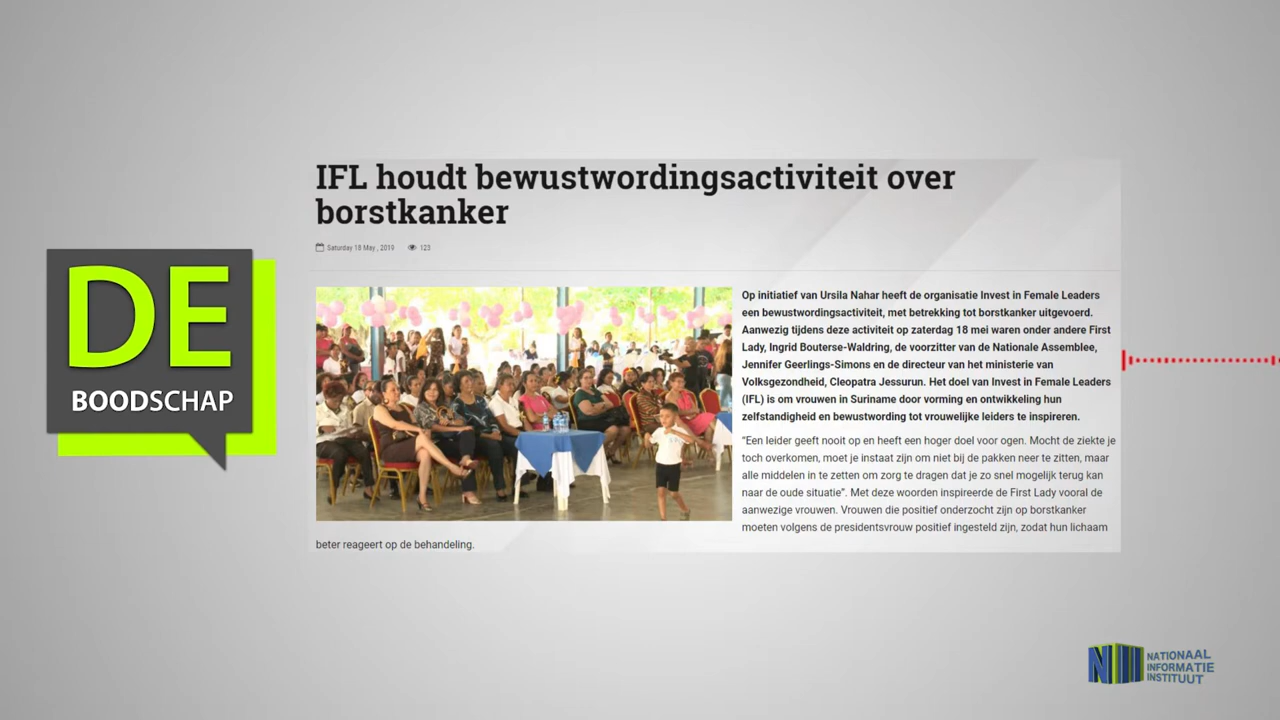 IFL houdt bewustwordingsactiviteit over
borstkanker
Saturday 18 May , 2019 123
DE
BOODSCHAP
Op initiatief van Ursila Nahar heeft de organisatie Invest in Female Leaders
een bewustwordingsactiviteit, met betrekking tot borstkanker uitgevoerd.
Aanwezig tijdens deze activiteit op zaterdag 18 mei waren onder andere First
Lady, Ingrid Bouterse-Waldring, de voorzitter van de Nationale Assemblee,
Jennifer Geerlings-Simons en de directeur van het ministerie van
Volksgezondheid, Cleopatra Jessurun. Het doel van Invest in Female Leaders
(IFL) is om vrouwen in Suriname door vorming en ontwikkeling hun
zelfstandigheid en bewustwording tot vrouwelijke leiders te inspireren.
"Een leider geeft nooit op en heeft een hoger doel voor ogen. Mocht de ziekte je
toch overkomen, moet je instaat zijn om niet bij de pakken neer te zitten, maar
alle middelen in te zetten om zorg te dragen dat je zo snel mogelijk terug kan
naar de oude situatie". Met deze woorden inspireerde de First Lady vooral de
aanwezige vrouwen. Vrouwen die positief onderzocht zijn op borstkanker
moeten volgens de presidentsvrouw positief ingesteld zijn, zodat hun lichaam
beter reageert op de behandeling.
NII NATIONAAL
INFORMATIE
INSTITUUT